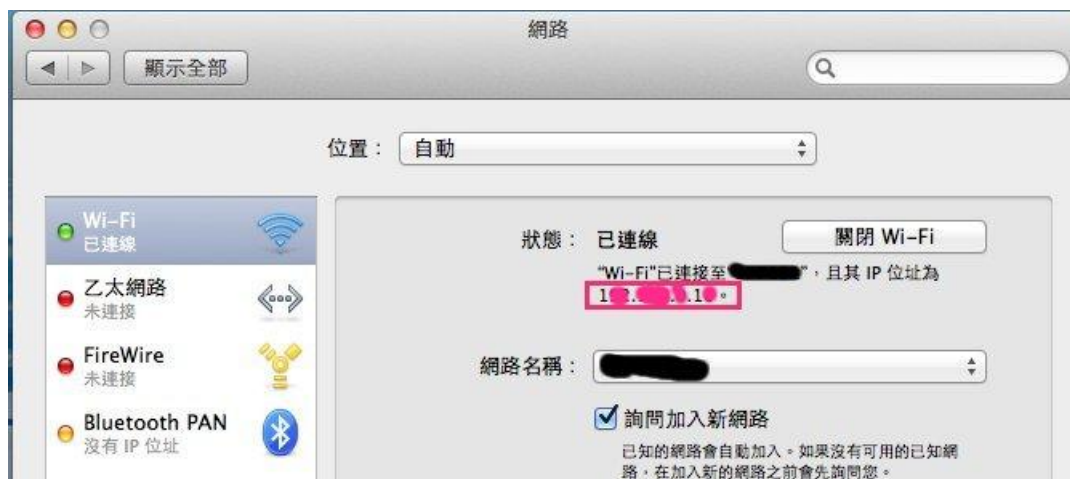 網路
顯示全部
位置： 自動
Wi-Fi
已連線
乙太網路
未連接
FireWire
未連接
Bluetooth PAN
沒有 IP 位址
狀態： 已連線 關閉 Wi-Fi
"Wi-Fi"已連接至 "，且其 IP 位址為
網路名稱：
詢問加入新網路
已知的網路會自動加入。如果沒有可用的已知網
路，在加入新的網路之前會先詢問您。